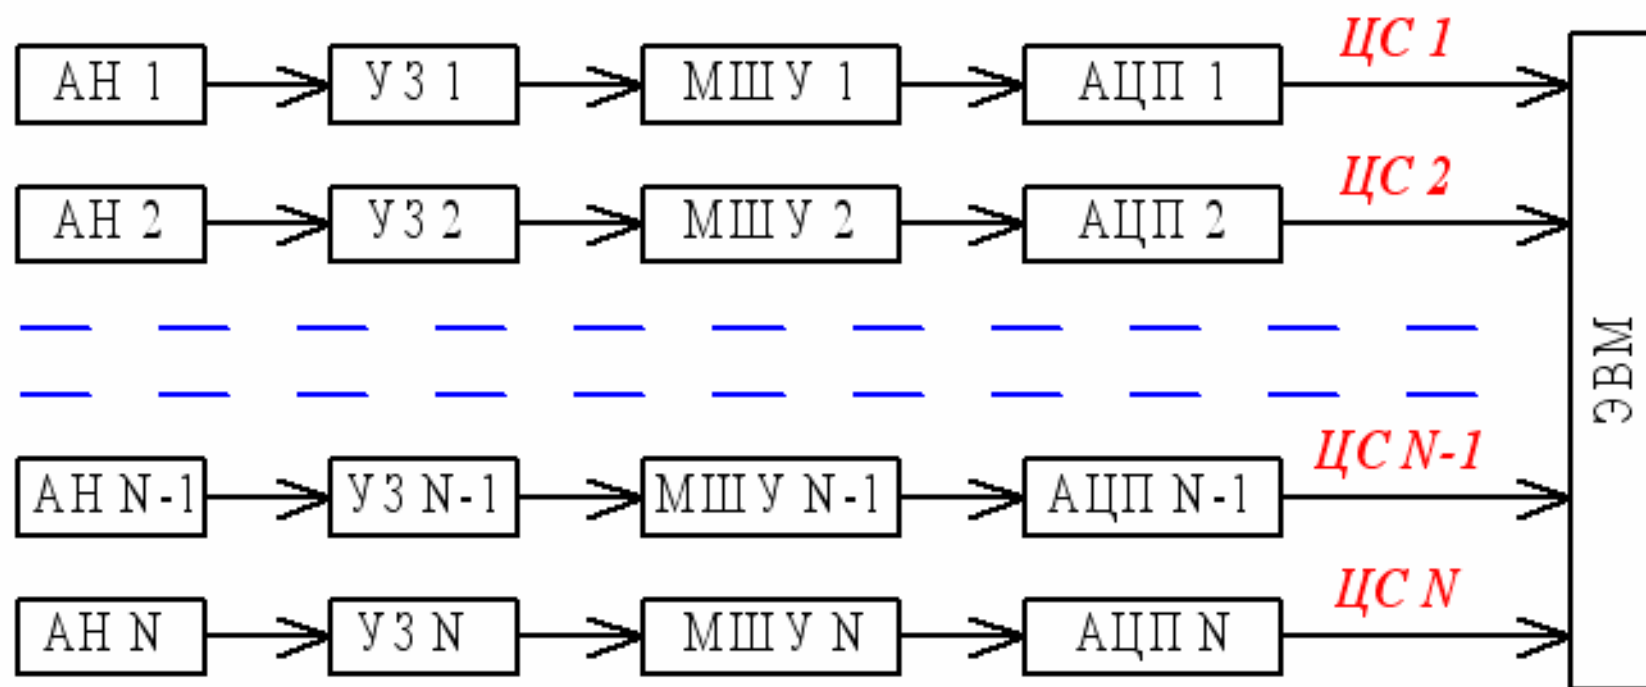 ЦС 1
АН 1 УЗ 1 МШУ 1 АЦП 1
ЦС 2
АН 2 УЗ 2 МШУ 2 АЦП 2
ЭВМ
ЦС N-1
АН N-1 УЗ N-1 МШУ N-1 АЦП N-1
ЦС N
АН N УЗ N МШУ N АЦП N